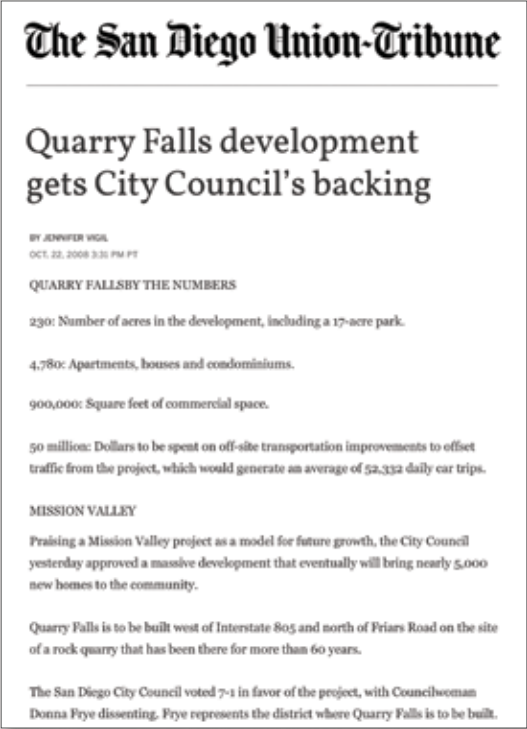 The San Diego Union-Tribune
Quarry Falls development
gets City Council's backing
BY JENNIFER VIGIL
OCT. 22, 2008 3:31 PM PT
QUARRY FALLSBY THE NUMBERS
230: Number of acres in the development, including a 17-acre park.
4,780: Apartments, houses and condominiums.
900,000: Square feet of commercial space.
50 million: Dollars to be spent on off-site transportation improvements to offset
traffic from the project, which would generate an average of 52,332 daily car trips.
MISSION VALLEY
Praising a Mission Valley project as a model for future growth, the City Council
yesterday approved a massive development that eventually will bring nearly 5,000
new homes to the community.
Quarry Falls is to be built west of Interstate 805 and north of Friars Road on the site
of a rock quarry that has been there for more than 60 years.
The San Diego City Council voted 7-1 in favor of the project, with Councilwoman
Donna Frye dissenting. Frye represents the district where Quarry Falls is to be built.